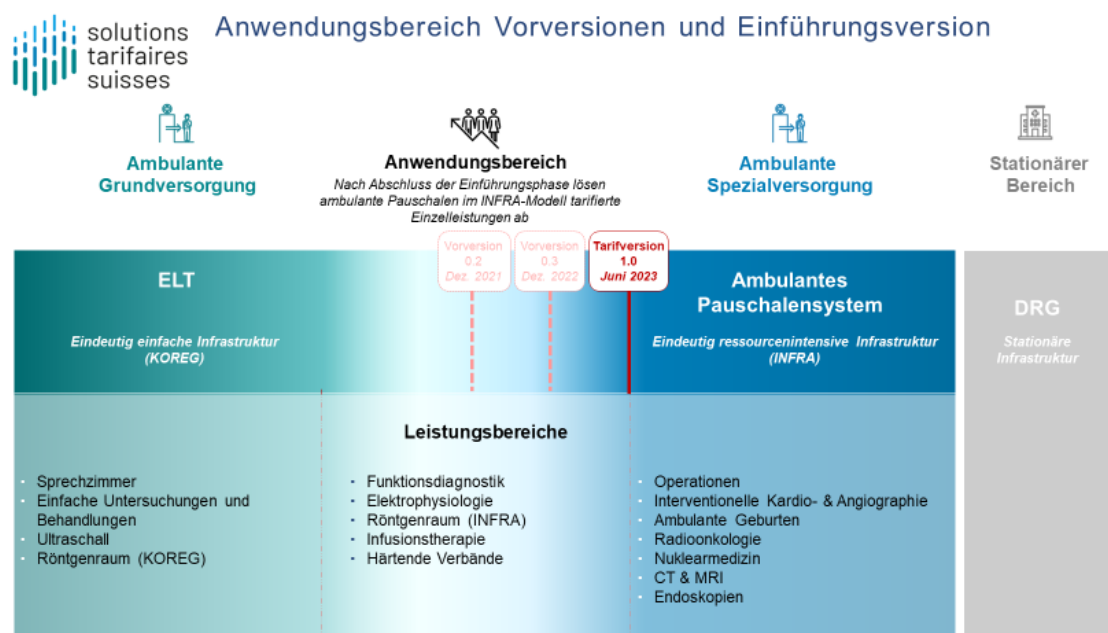 solutions
tarifaires
suisses
Anwendungsbereich Vorversionen und Einführungsversion
Ambulante
Grundversorgung
Anwendungsbereich
Nach Abschluss der Einführungsphase lösen
ambulante Pauschalen im INFRA-Modell tarifierte
Einzelleistungen ab
Ambulante
Spezialversorgung
Stationärer
Bereich
Vorversion
0.2
Dez. 2021
Vorversion
0.3
Dez. 2022
Tarifversion
1.0
Juni 2023
ELT
Eindeutig einfache Infrastruktur
(KOREG)
Ambulantes
Pauschalensystem
Eindeutig ressourcenintensive Infrastruktur
(INFRA)
DRG
Stationäre
Infrastruktur
Leistungsbereiche
• Sprechzimmer
• Einfache Untersuchungen und
Behandlungen
• Ultraschall
• Röntgenraum (KOREG)
• Funktionsdiagnostik
• Elektrophysiologie
• Röntgenraum (INFRA)
• Infusionstherapie
• Härtende Verbände
• Operationen
• Interventionelle Kardio- & Angiographie
• Ambulante Geburten
• Radioonkologie
• Nuklearmedizin
• CT & MRI
• Endoskopien